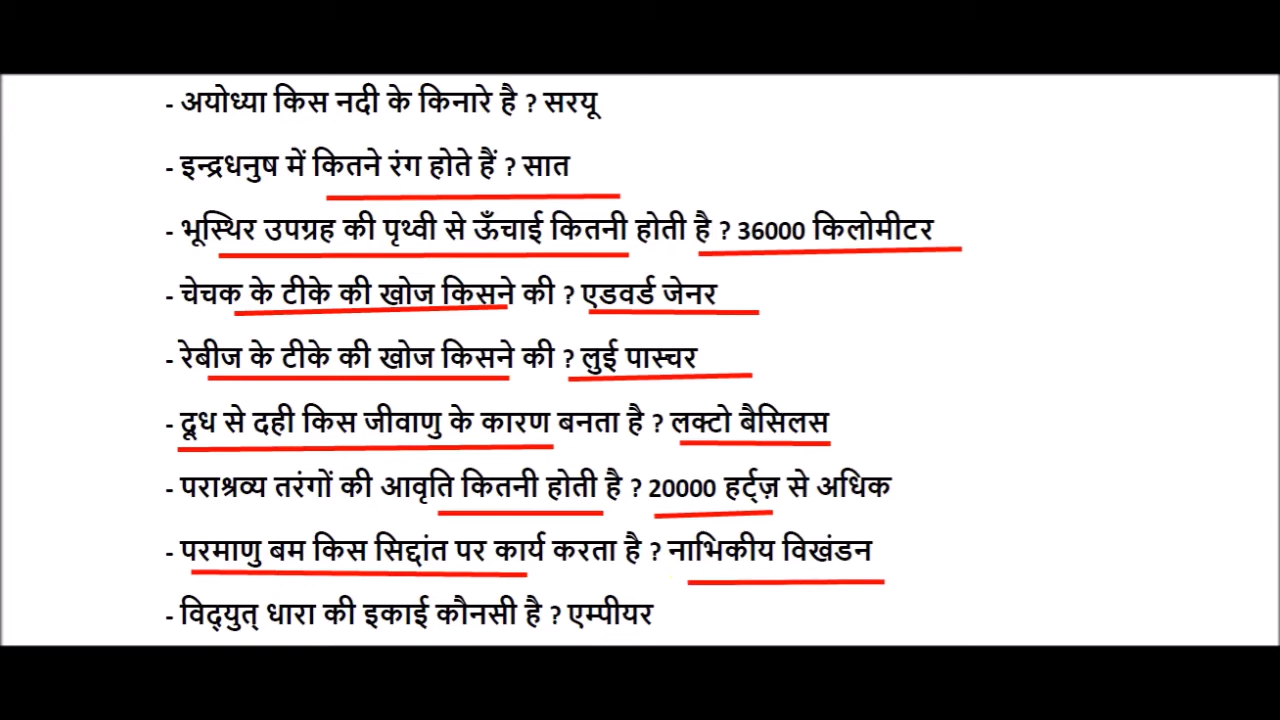 - अयोध्या किस नदी के किनारे है ? सरयू
- इन्द्रधनुष में कितने रंग होते हैं ? सात
- भूस्थिर उपग्रह की पृथ्वी से ऊँचाई कितनी होती है ? 36000 किलोमीटर
- चेचक के टीके की खोज किसने की ? एडवर्ड जेनर
- रेबीज के टीके की खोज किसने की ? लुई पास्चर
- दूध से दही किस जीवाणु के कारण बनता है ? लक्टो बैसिलस
- पराश्रव्य तरंगों की आवृति कितनी होती है ? 20000 हर्ट्ज़ से अधिक
- परमाणु बम किस सिद्दांत पर कार्य करता है ? नाभिकीय विखंडन
- विद्युत् धारा की इकाई कौनसी है ? एम्पीयर